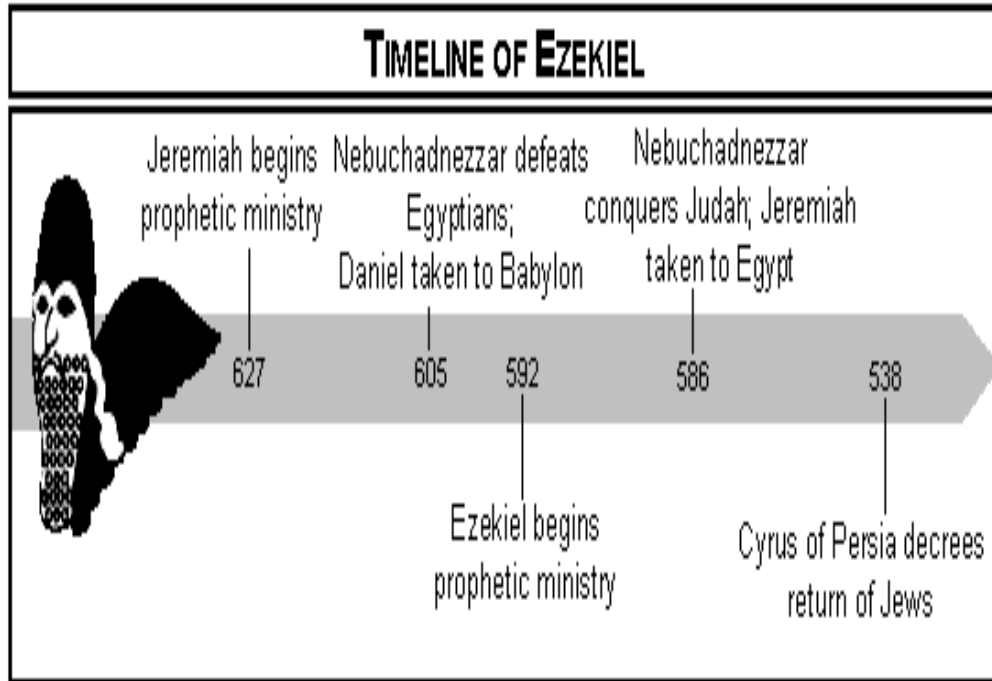 TIMELINE OF EZEKIEL
Jeremiah begins
prophetic ministry
Nebuchadnezzar defeats
Egyptians;
Daniel taken to Babylon
Nebuchadnezzar
conquers Judah; Jeremiah
taken to Egypt
627
605
592
586
538
Ezekiel begins
prophetic ministry
Cyrus of Persia decrees
return of Jews